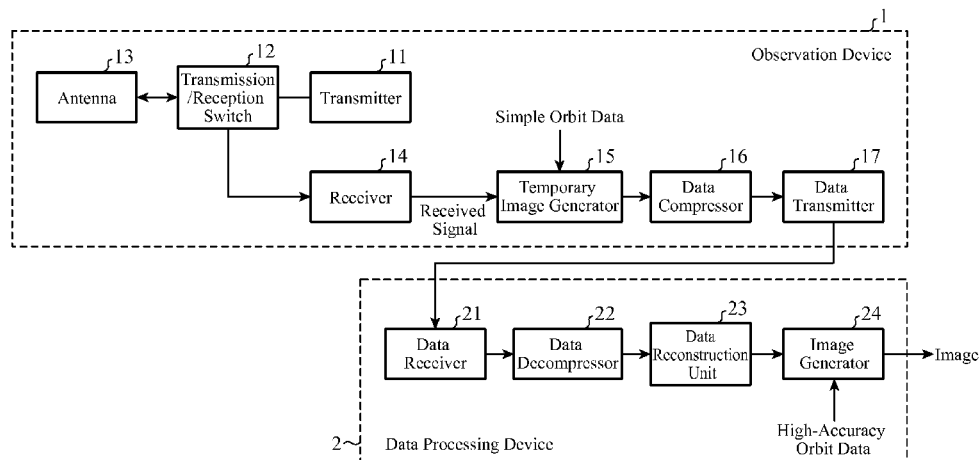 1
Observation Device
13
12
11
Antenna
Transmission
/Reception
Switch
Transmitter
Simple Orbit Data
14
15
16
17
Receiver
Received
Signal
Temporary
Image Generator
Data
Compressor
Data
Transmitter
21
22
23
24
Data
Receiver
Data
Decompressor
Data
Reconstruction
Unit
Image
Generator
Image
2
Data Processing Device
High-Accuracy
Orbit Data